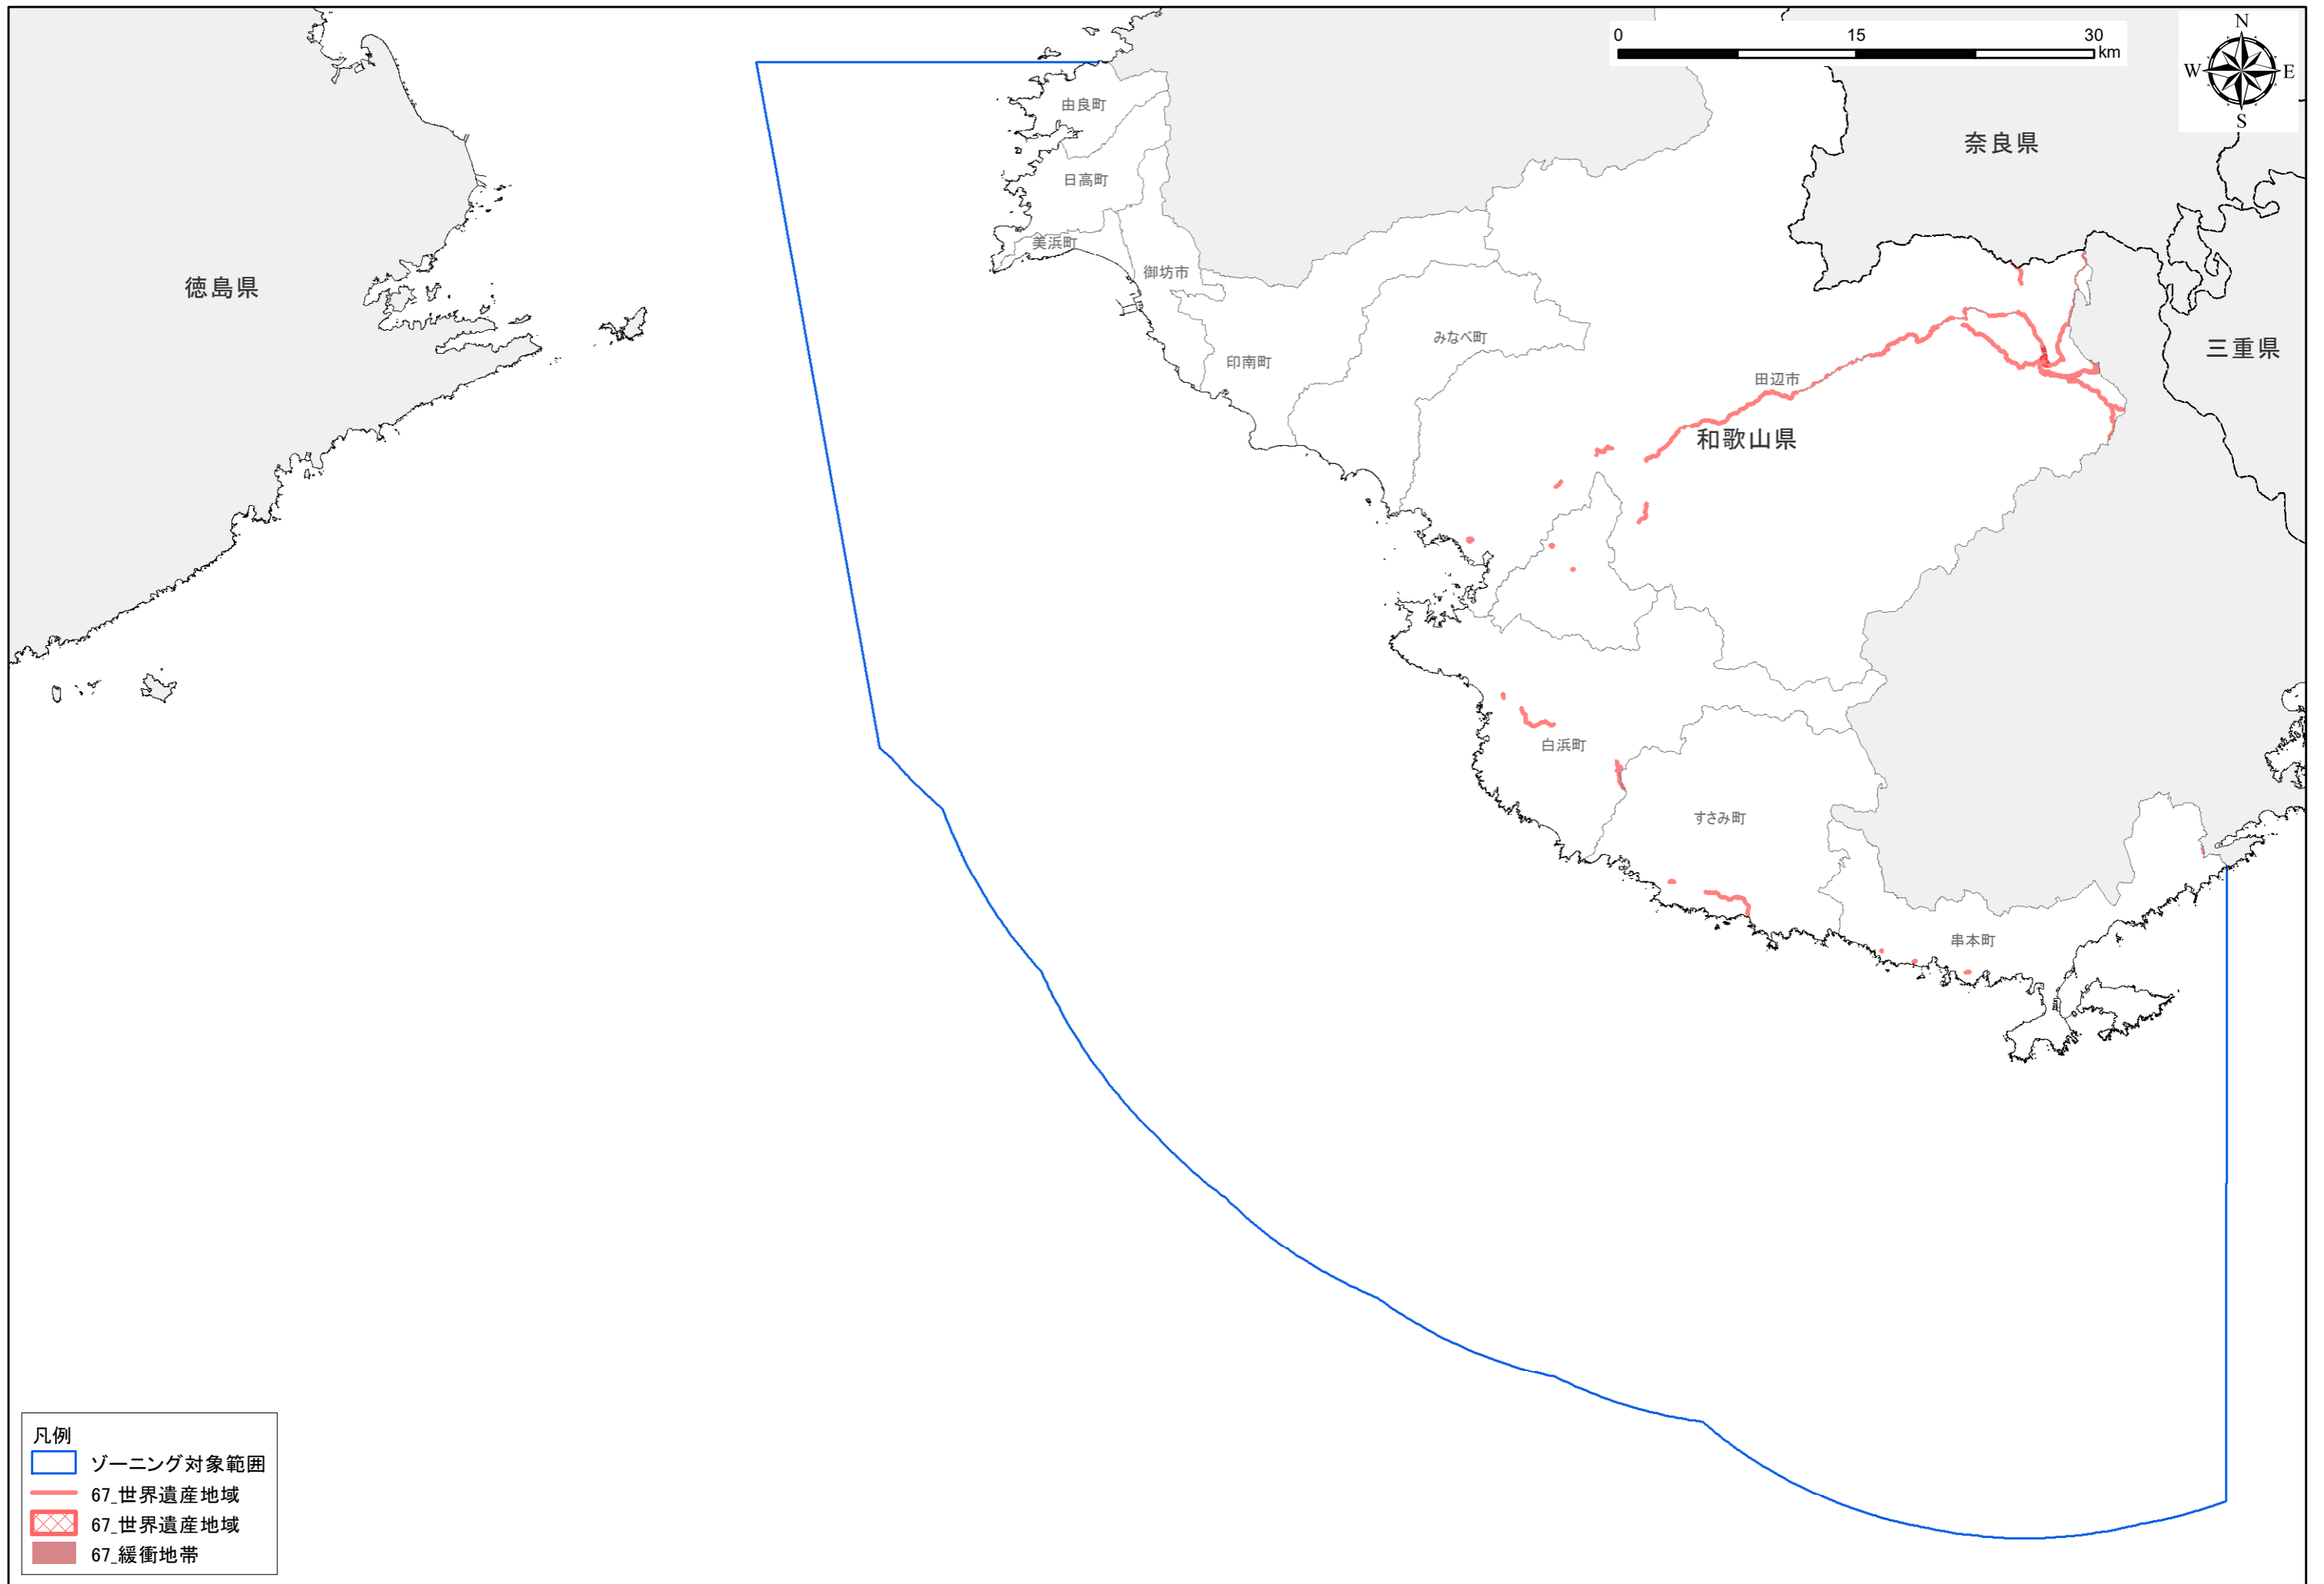 0 15 30
km
N
W E
S
由良町
奈良県
日高町
美浜町
御坊市
徳島県
みなべ町
三重県
印南町
田辺市
和歌山県
白浜町
すさみ町
串本町
凡例
ゾーニング対象範囲
67_世界遺産地域
67_世界遺産地域
67_緩衝地帯